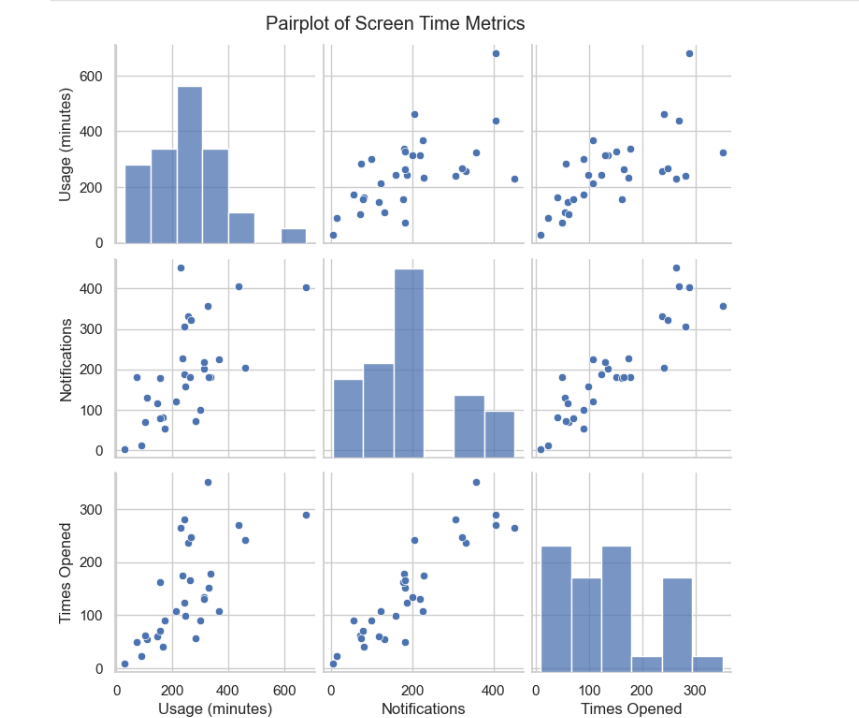 Pairplot of Screen Time Metrics
600
400
200
0
Usage (minutes)
400
300
200
100
0
Notifications
300
200
100
0
Times Opened
0 200 400 600 0 200 400 0 100 200 300
Usage (minutes) Notifications Times Opened